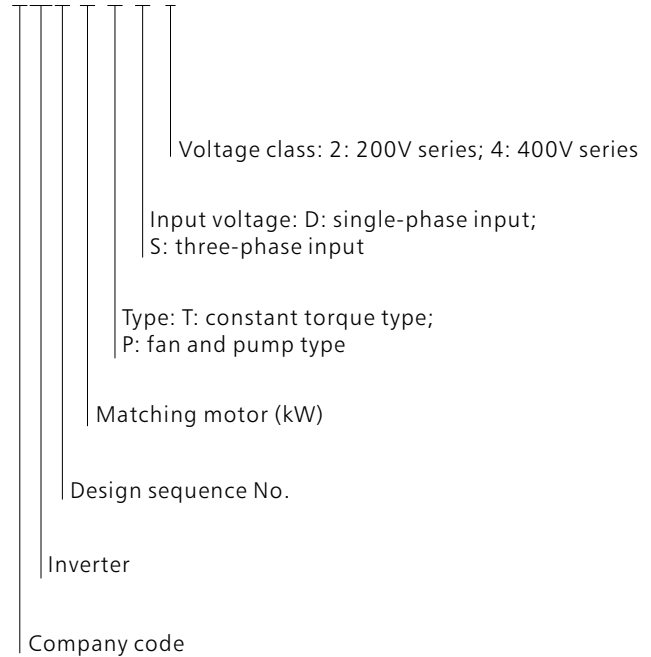 Voltage class: 2: 200V series; 4: 400V series
Input voltage: D: single-phase input;
S: three-phase input
Type: T: constant torque type;
P: fan and pump type
Matching motor (kW)
Design sequence No.
Inverter
Company code